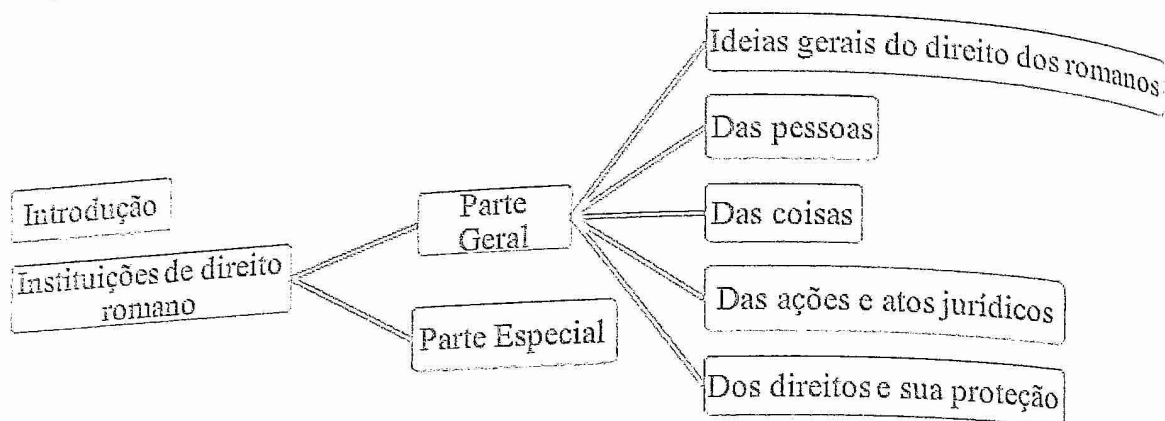 Introdução
Instituições de direito
romano
Parte
Geral
Parte Especial
Ideias gerais do direito dos romanos
Das pessoas
Das coisas
Das ações e atos jurídicos
Dos direitos e sua proteção